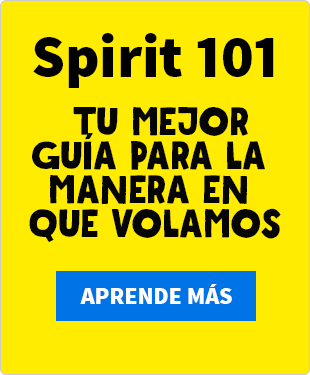 Spirit 101
TU MEJOR
GUÍA PARA LA
MANERA EN
QUE VOLAMOS
APRENDE MÁS